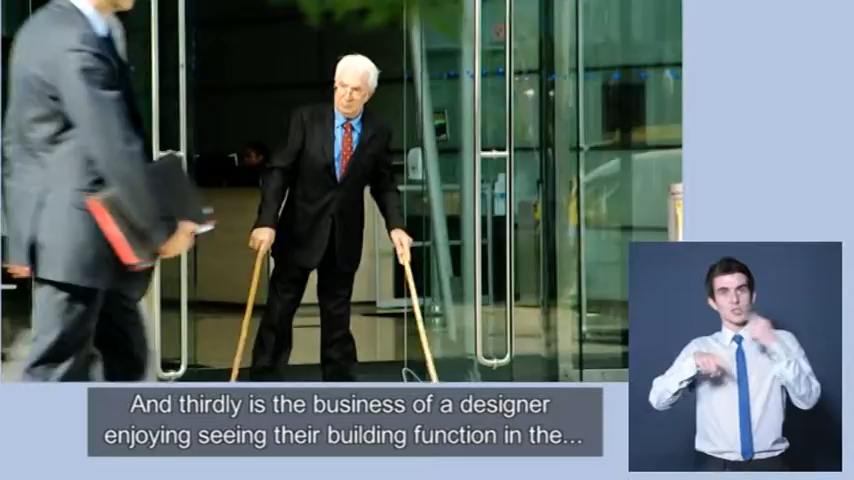 And thirdly is the business of a designer
enjoying seeing their building function in the...